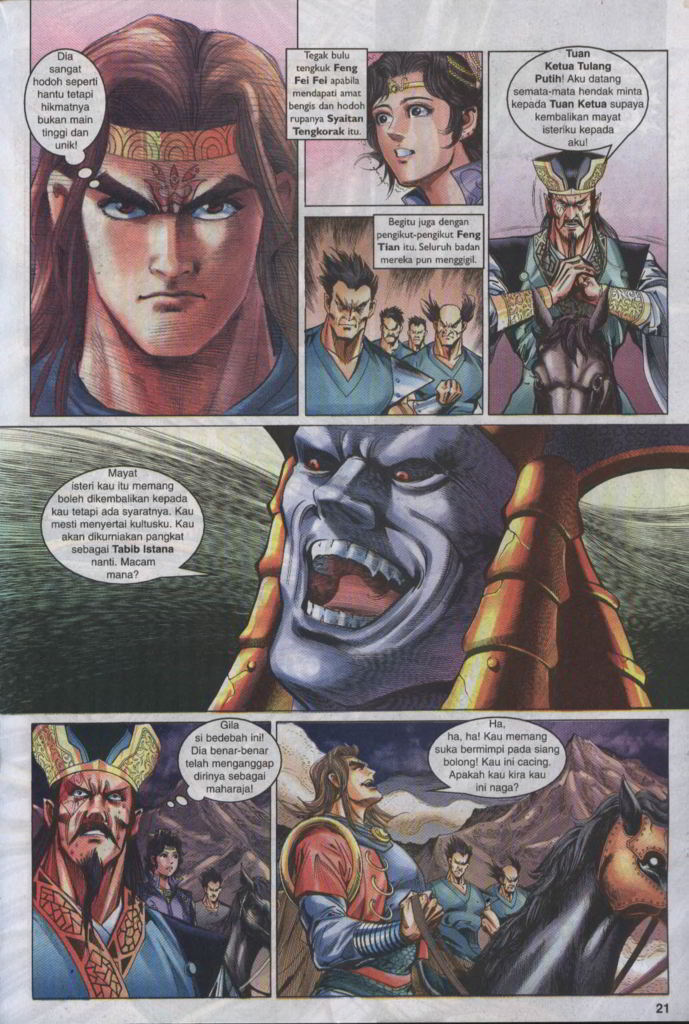 Dia
sangat
hodoh seperti
hantu tetapi
hikmatnya
bukan main
tinggi dan
unik!
Tegak bulu
tengkuk Feng
Fei Fei apabila
mendapati amat
bengis dan hodoh
rupanya Syaitan
Tengkorak itu.
Begitu juga dengan
pengikut-pengikut Feng
Tian itu. Seluruh badan
mereka pun menggigil.
Tuan
Ketua Tulang
Putih! Aku datang
semata-mata hendak minta
kepada Tuan Ketua supaya
kembalikan mayat
isteriku kepada
aku!
Mayat
isteri kau itu memang
boleh dikembalikan kepada
kau tetapi ada syaratnya. Kau
mesti menyertai kultusku. Kau
akan dikurniakan pangkat
sebagai Tabib Istana
nanti. Macam
mana?
Gila
si bedebah ini!
Dia benar-benar
telah menganggap
dirinya sebagai
maharaja!
Ha,
ha, ha! Kau memang
suka bermimpi pada siang
bolong! Kau ini cacing.
Apakah kau kira kau
ini naga?
21